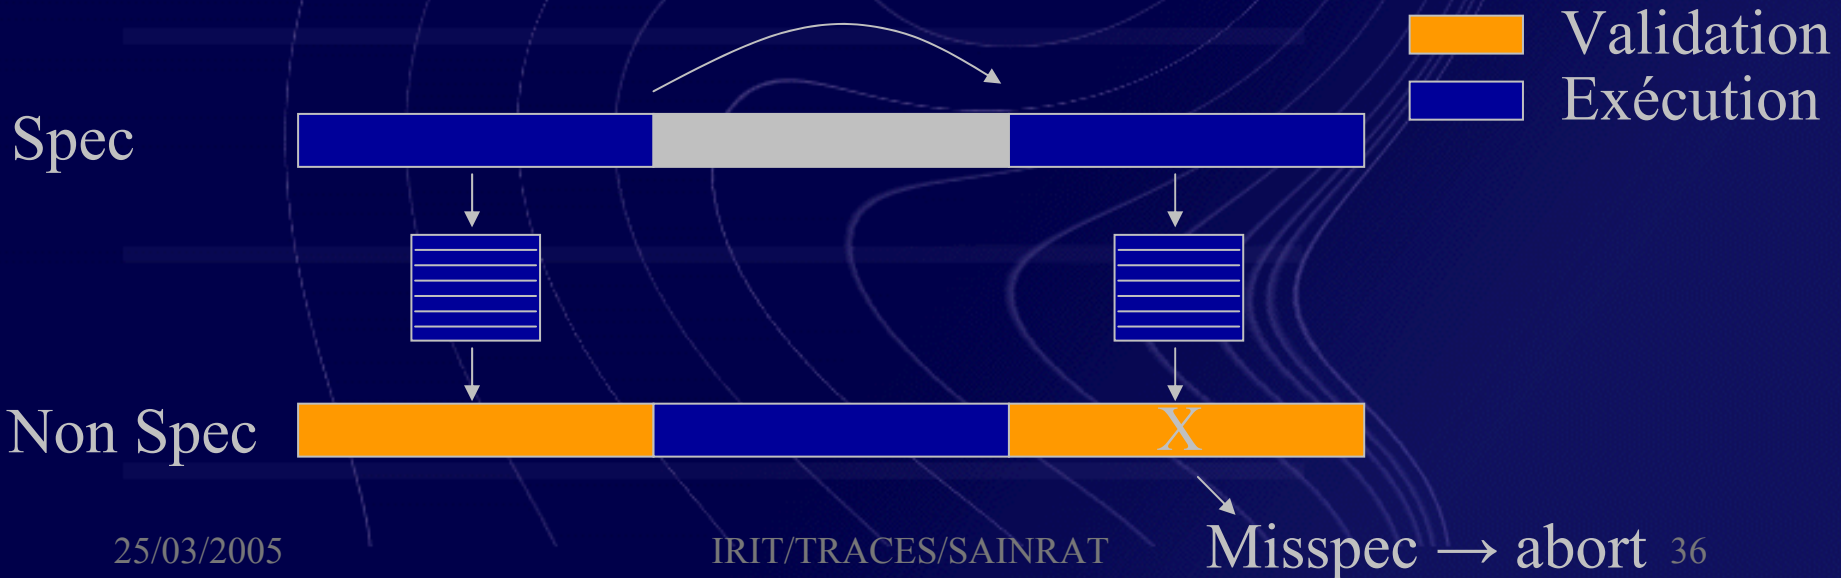 Validation
Exécution
Spec
Non Spec
X
Misspec → abort
25/03/2005
IRIT/TRACES/SAINRAT
36